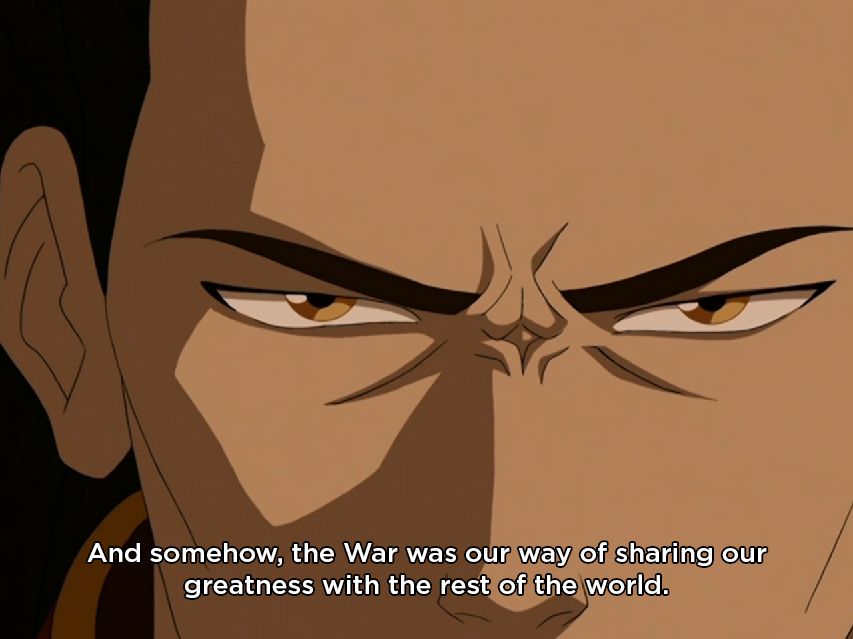 And somehow, the War was our way of sharing our
greatness with the rest of the world.